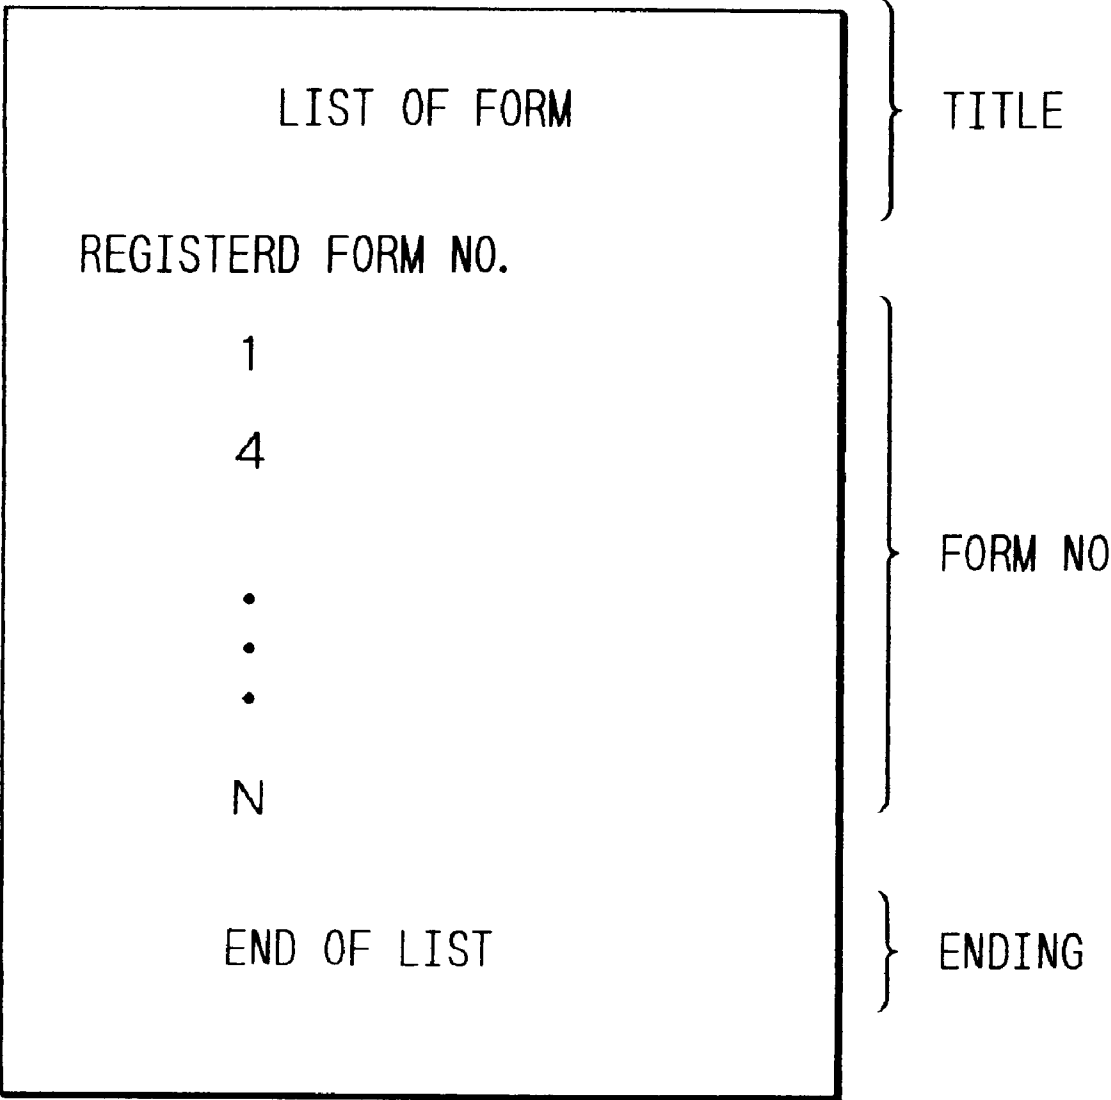 LIST OF FORM
TITLE
REGISTERD FORM NO.
1
4
FORM NO
N
END OF LIST
ENDING